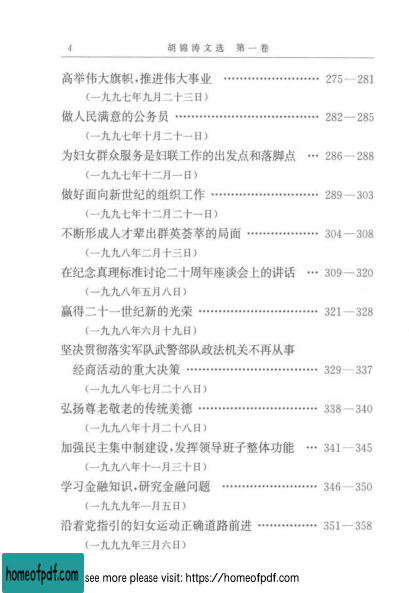 4 胡锦涛文选 第一卷
高举伟大旗帜,推进伟大事业 …………………… 275—281
(一九九七年九月二十三日)
做人民满意的公务员 ……………………………… 282—285
(一九九七年十月二十一日)
为妇女群众服务是妇联工作的出发点和落脚点 … 286—288
(一九九七年十二月一日)
做好面向新世纪的组织工作 ……………………… 289—303
(一九九七年十二月二十一日)
不断形成人才辈出群英荟萃的局面 ……………… 304—308
(一九九八年二月十三日)
在纪念真理标准讨论二十周年座谈会上的讲话 … 309—320
(一九九八年五月八日)
赢得二十一世纪新的光荣 ………………………… 321—328
(一九九八年六月十九日)
坚决贯彻落实军队武警部队政法机关不再从事
经商活动的重大决策 …………………………… 329—337
(一九九八年七月二十八日)
弘扬尊老敬老的传统美德 ………………………… 338—340
(一九九八年十月二十八日)
加强民主集中制建设,发挥领导班子整体功能 … 341—345
(一九九八年十一月三十日)
学习金融知识,研究金融问题 …………………… 346—350
(一九九九年一月五日)
沿着党指引的妇女运动正确道路前进 …………… 351—358
(一九九九年三月六日)
homeofpdf.com see more please visit: https://homeofpdf.com